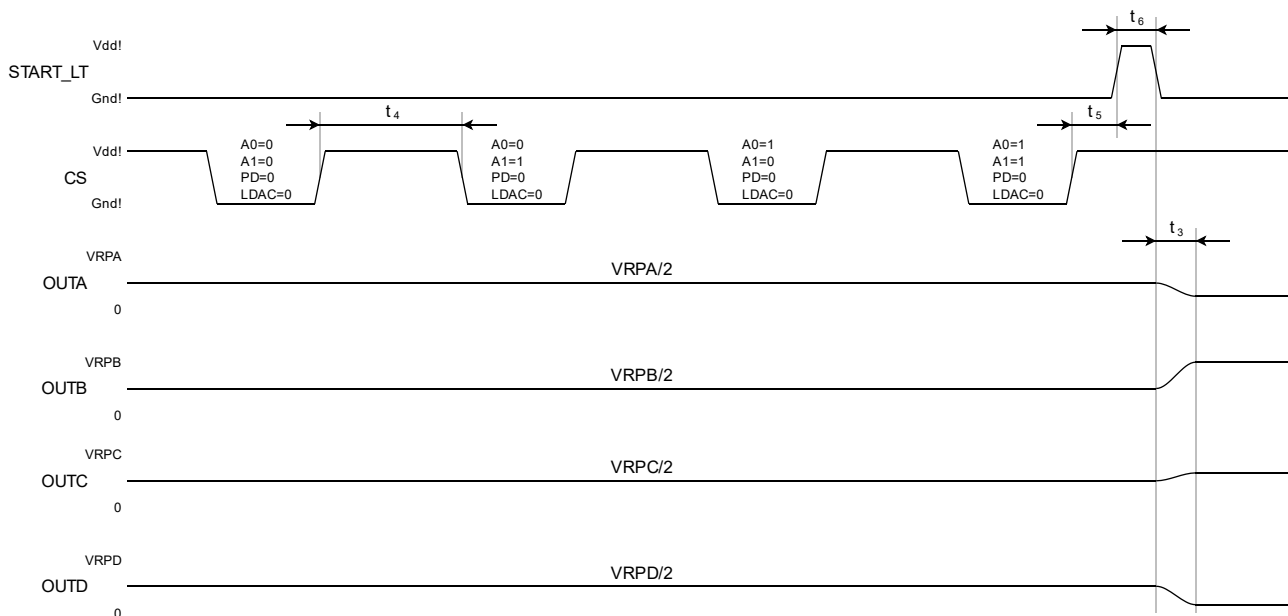 t6
Vdd!
START_LT
Gnd!
t4
t5
Vdd!
CS
Gnd!
A0=0
A1=0
PD=0
LDAC=0
A0=0
A1=1
PD=0
LDAC=0
A0=1
A1=0
PD=0
LDAC=0
A0=1
A1=1
PD=0
LDAC=0
t3
VRPA
OUTA
0
VRPA/2
VRPB
OUTB
0
VRPB/2
VRPC
OUTC
0
VRPC/2
VRPD
OUTD
0
VRPD/2